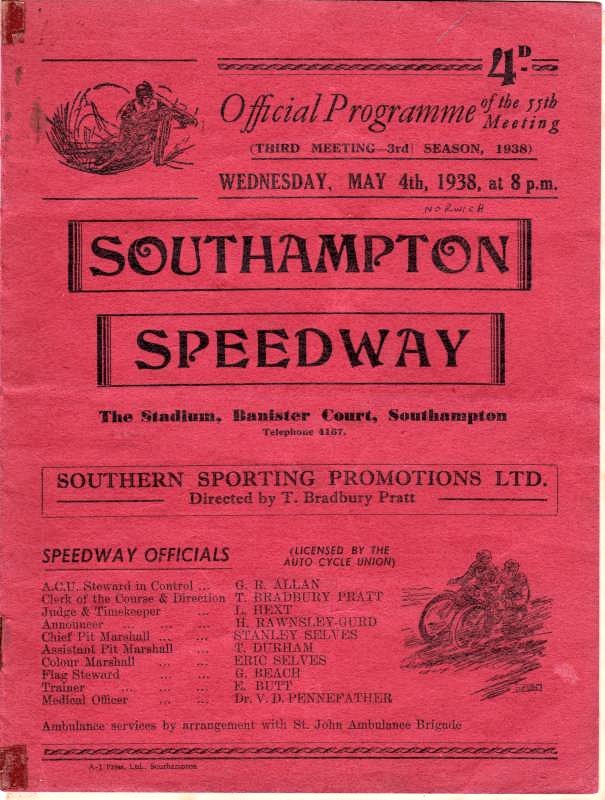 4D.
Official Programme of the 55th Meeting
(THIRD MEETING—3rd SEASON, 1938)
WEDNESDAY, MAY 4th, 1938, at 8 p.m.
NORWICH
SOUTHAMPTON
SPEEDWAY
The Stadium, Banister Court, Southampton
Telephone 4167.
SOUTHERN SPORTING PROMOTIONS LTD.
Directed by T. Bradbury Pratt
SPEEDWAY OFFICIALS (LICENSED BY THE AUTO CYCLE UNION)
A.C.U. Steward in Control ... G. R. ALLAN
Clerk of the Course & Direction T. BRADBURY PRATT
Judge & Timekeeper ... ... L. HEXT
Announcer ... ... ... H. RAWNSLEY-GURD
Chief Pit Marshall ... ... STANLEY SELVES
Assistant Pit Marshall ... T. DURHAM
Colour Marshall ... ... ERIC SELVES
Flag Steward ... ... G. BEACH
Trainer ... ... ... E. BUTT
Medical Officer ... ... Dr. V. D. PENNEFATHER
Ambulance services by arrangement with St. John Ambulance Brigade
A-1 Press, Ltd., Southampton